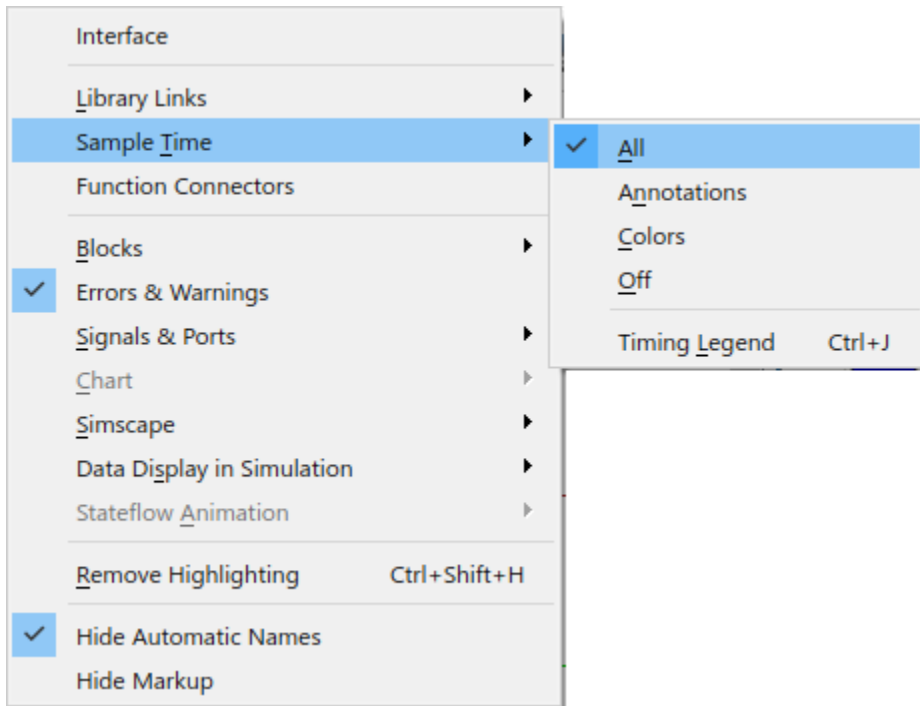 Interface
Library Links
Sample Time
Function Connectors
Blocks
Errors & Warnings
Signals & Ports
Chart
Simscape
Data Display in Simulation
Stateflow Animation
Remove Highlighting Ctrl+Shift+H
Hide Automatic Names
Hide Markup
All
Annotations
Colors
Off
Timing Legend Ctrl+J